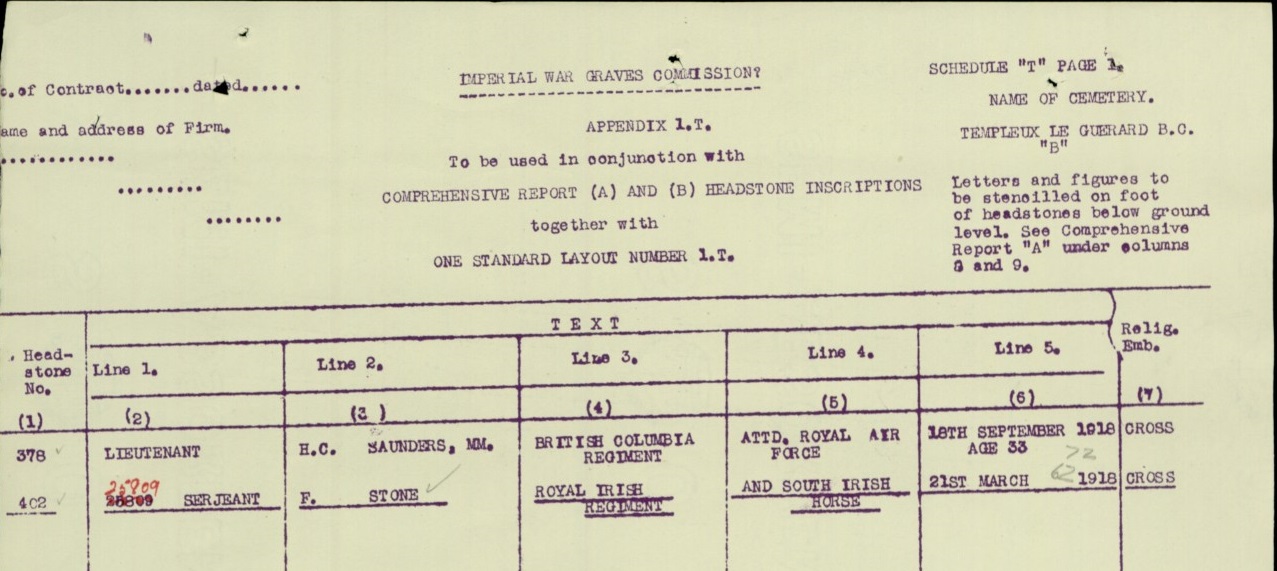 c. of Contract.......dated......
ame and address of Firm.
............
.........
........
IMPERIAL WAR GRAVES COMMISSION?
APPENDIX 1.T.
To be used in conjunction with
COMPREHENSIVE REPORT (A) AND (B) HEADSTONE INSCRIPTIONS
together with
ONE STANDARD LAYOUT NUMBER 1.T.
SCHEDULE "T" PAGE 1.
NAME OF CEMETERY.
TEMPLEUX LE GUERARD B.C.
"B"
Letters and figures to
be stencilled on foot
of headstones below ground
level. See Comprehensive
Report "A" under columns
8 and 9.
TEXT
Head-
stone
No.
Line 1.
Line 2.
Line 3.
Line 4.
Line 5.
Relig.
Emb.
(1) (2) (3 ) (4) (5) (6) (7)
378 LIEUTENANT H.C. SAUNDERS, MM. BRITISH COLUMBIA REGIMENT ATTD. ROYAL AIR FORCE 18TH SEPTEMBER 1918 AGE 33 CROSS
72
62
25809
402 25809 SERJEANT F. STONE ROYAL IRISH REGIMENT AND SOUTH IRISH HORSE 21ST MARCH 1918 CROSS